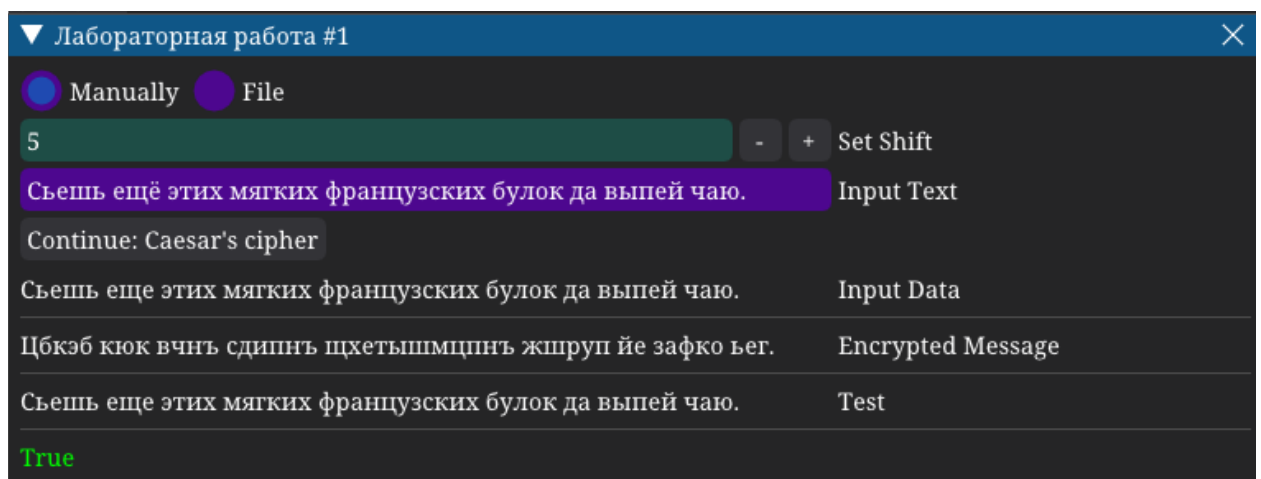 Лабораторная работа #1
Manually File
5 - + Set Shift
Сьешь ещё этих мягких французских булок да выпей чаю. Input Text
Continue: Caesar's cipher
Сьешь еще этих мягких французских булок да выпей чаю. Input Data
Цбкэб кюк вчнъ сдипнъ щхетышмцпнъ жшруп йе зафко ьег. Encrypted Message
Сьешь еще этих мягких французских булок да выпей чаю. Test
True